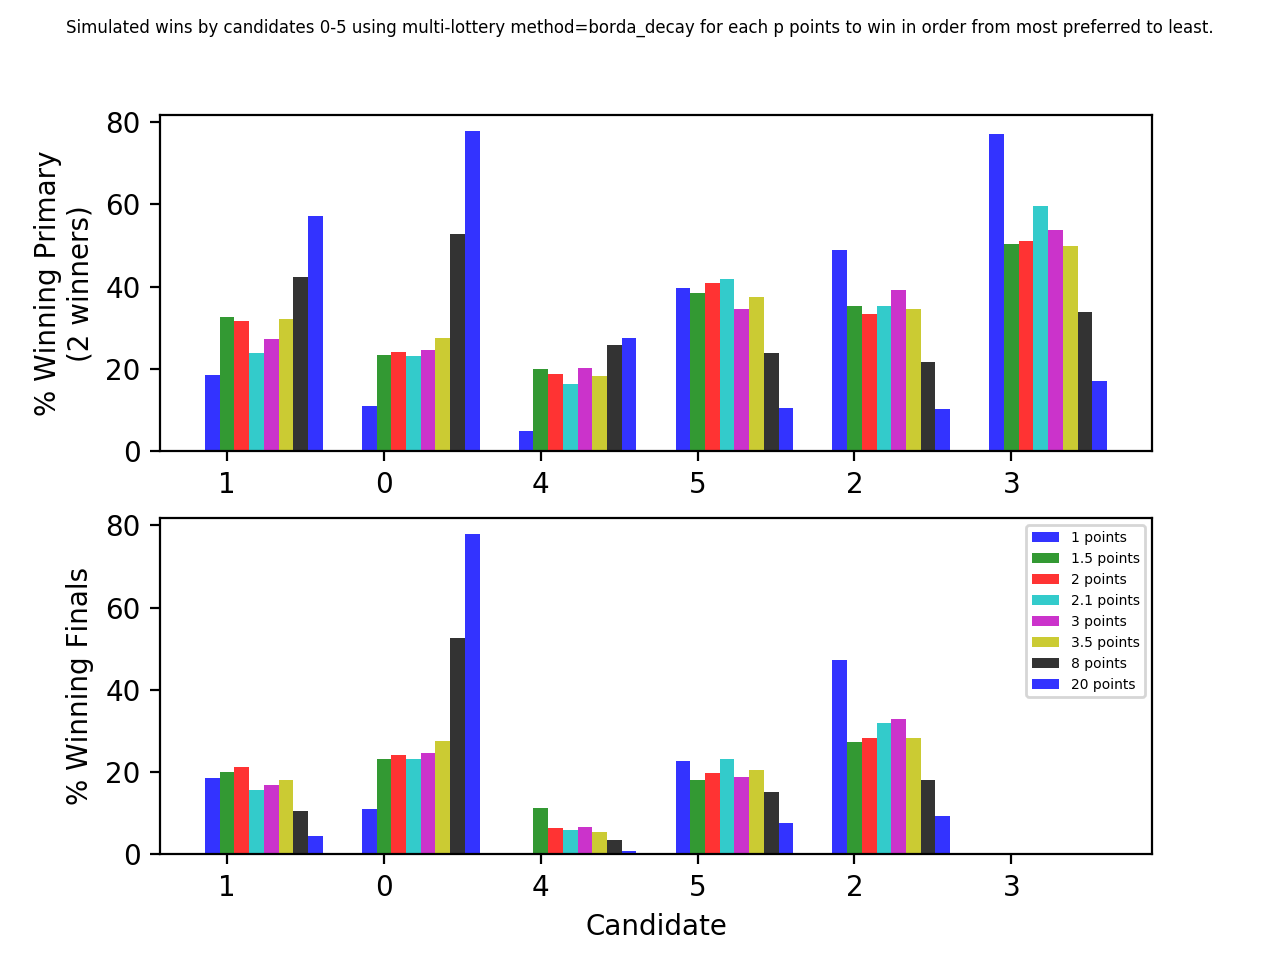 Simulated wins by candidates 0-5 using multi-lottery method=borda_decay for each p points to win in order from most preferred to least.
% Winning Primary
(2 winners)
80
60
40
20
0
1 0 4 5 2 3
% Winning Finals
80
60
40
20
0
1 points
1.5 points
2 points
2.1 points
3 points
3.5 points
8 points
20 points
1 0 4 5 2 3
Candidate